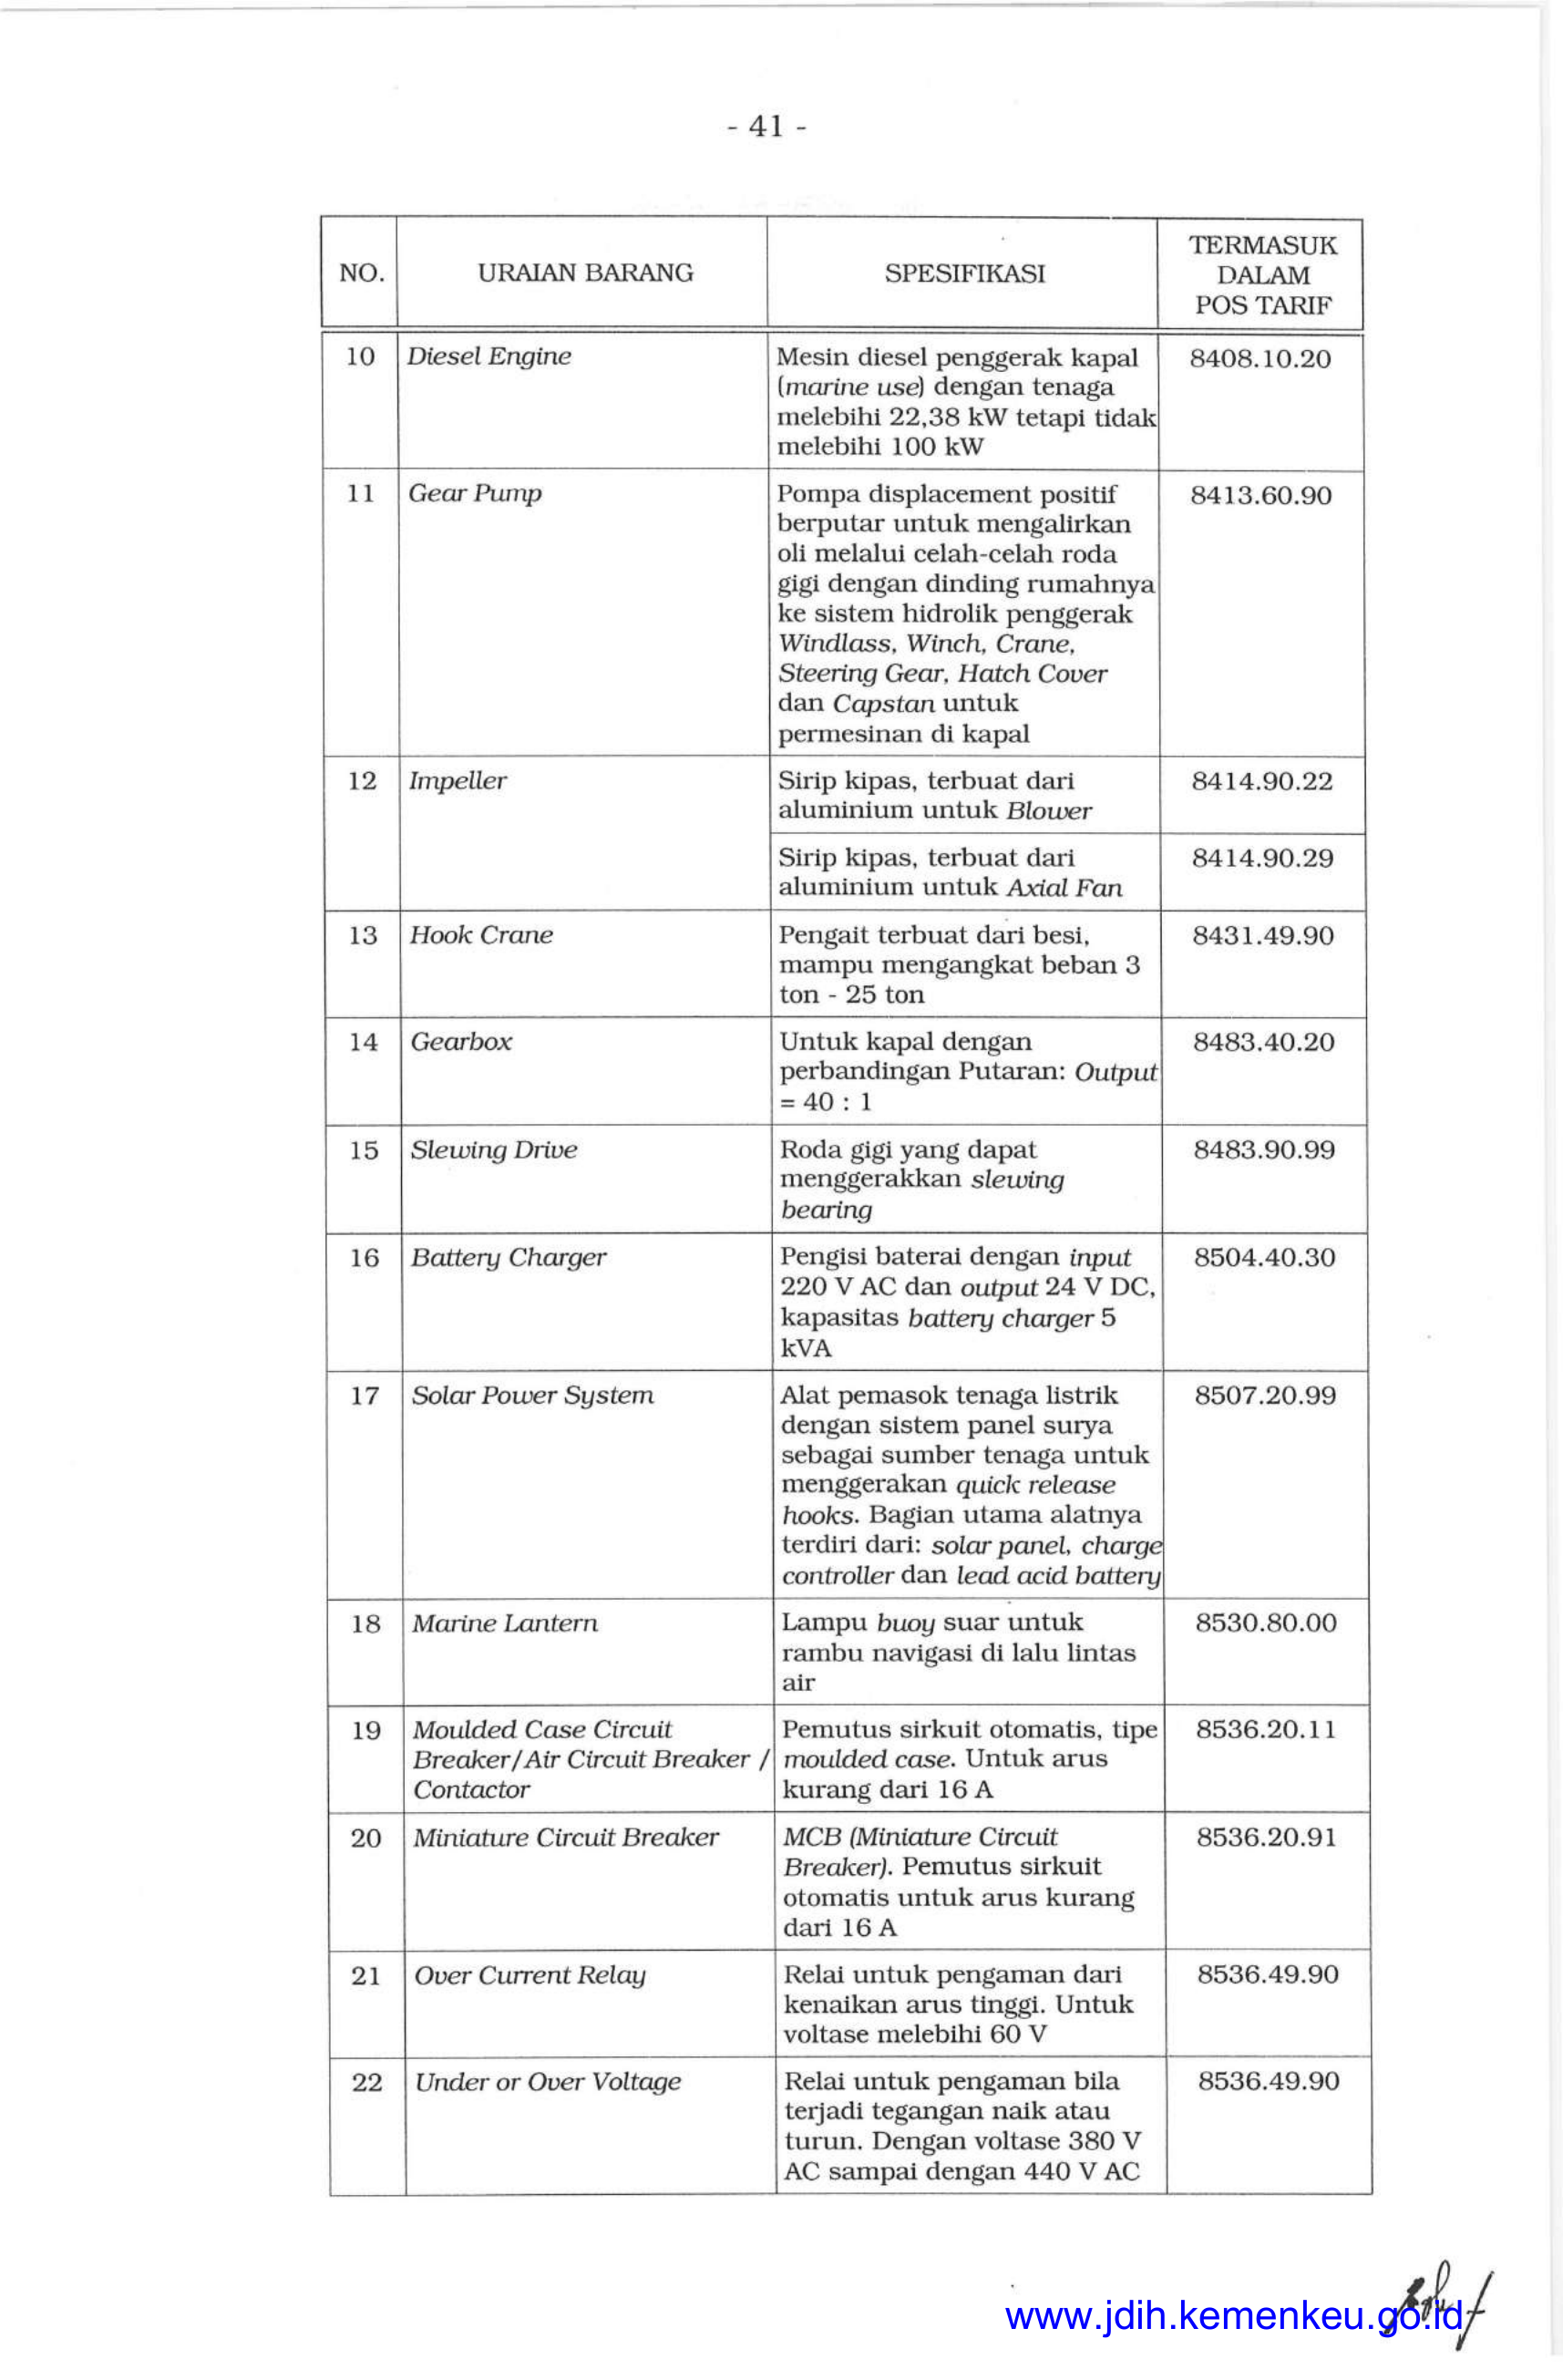 - 41 -
NO.
URAIAN BARANG
SPESIFIKASI
TERMASUK
DALAM
POS TARIF
10
Diesel Engine
Mesin diesel penggerak kapal
(marine use) dengan tenaga
melebihi 22,38 kW tetapi tidak
melebihi 100 kW
8408.10.20
11
Gear Pump
Pompa displacement positif
berputar untuk mengalirkan
oli melalui celah-celah roda
gigi dengan dinding rumahnya
ke sistem hidrolik penggerak
Windlass, Winch, Crane,
Steering Gear, Hatch Cover
dan Capstan untuk
permesinan di kapal
8413.60.90
12
Impeller
Sirip kipas, terbuat dari
aluminium untuk Blower
8414.90.22
Sirip kipas, terbuat dari
aluminium untuk Axial Fan
8414.90.29
13
Hook Crane
Pengait terbuat dari besi,
mampu mengangkat beban 3
ton - 25 ton
8431.49.90
14
Gearbox
Untuk kapal dengan
perbandingan Putaran: Output
= 40 : 1
8483.40.20
15
Slewing Drive
Roda gigi yang dapat
menggerakkan slewing
bearing
8483.90.99
16
Battery Charger
Pengisi baterai dengan input
220 V AC dan output 24 V DC,
kapasitas battery charger 5
kVA
8504.40.30
17
Solar Power System
Alat pemasok tenaga listrik
dengan sistem panel surya
sebagai sumber tenaga untuk
menggerakan quick release
hooks. Bagian utama alatnya
terdiri dari: solar panel, charge
controller dan lead acid battery
8507.20.99
18
Marine Lantern
Lampu buoy suar untuk
rambu navigasi di lalu lintas
air
8530.80.00
19
Moulded Case Circuit
Breaker/Air Circuit Breaker /
Contactor
Pemutus sirkuit otomatis, tipe
moulded case. Untuk arus
kurang dari 16 A
8536.20.11
20
Miniature Circuit Breaker
MCB (Miniature Circuit
Breaker). Pemutus sirkuit
otomatis untuk arus kurang
dari 16 A
8536.20.91
21
Over Current Relay
Relai untuk pengaman dari
kenaikan arus tinggi. Untuk
voltase melebihi 60 V
8536.49.90
22
Under or Over Voltage
Relai untuk pengaman bila
terjadi tegangan naik atau
turun. Dengan voltase 380 V
AC sampai dengan 440 V AC
8536.49.90
www.jdih.kemenkeu.go.id